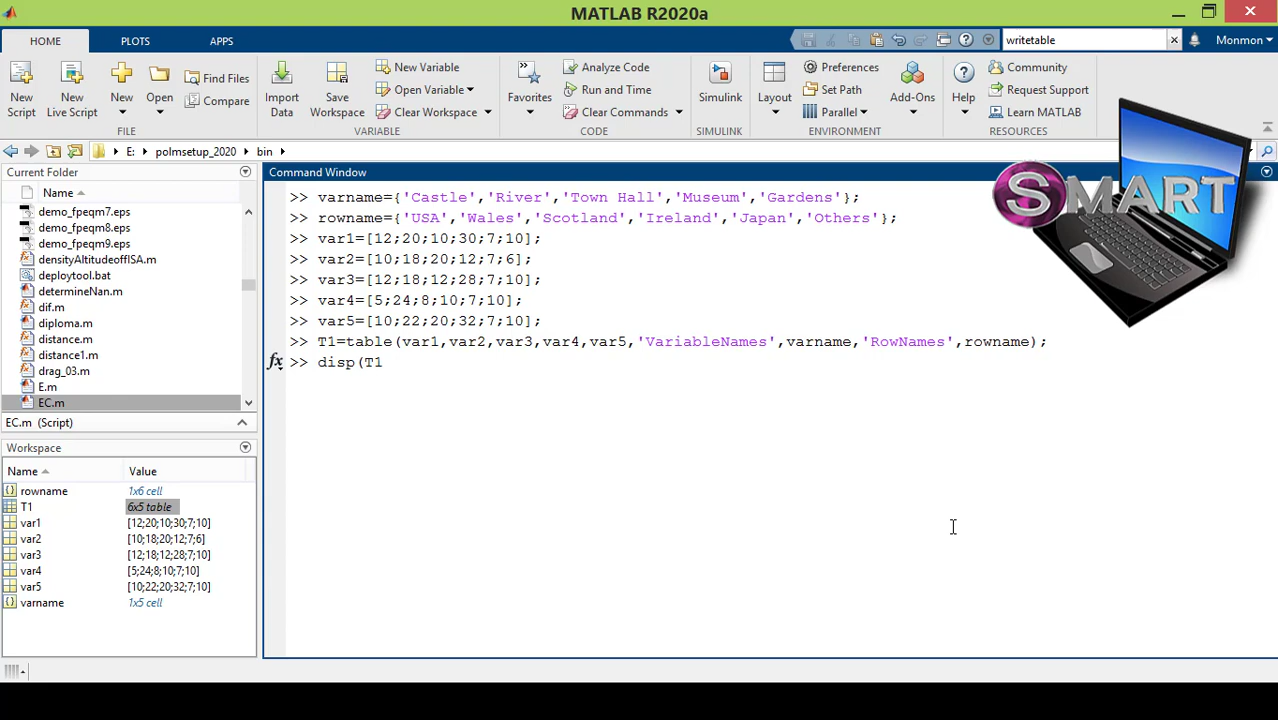 MATLAB R2020a
HOME PLOTS APPS
writetable
Monmon
New Script
New Live Script
New
Open
Find Files
Compare
FILE
Import Data
Save Workspace
New Variable
Open Variable
Clear Workspace
VARIABLE
Favorites
Analyze Code
Run and Time
Clear Commands
CODE
Simulink
SIMULINK
Layout
Preferences
Set Path
Parallel
Add-Ons
ENVIRONMENT
Help
Community
Request Support
Learn MATLAB
RESOURCES
E: polmsetup_2020 bin
SMART
Current Folder
Name
demo_fpeqm7.eps
demo_fpeqm8.eps
demo_fpeqm9.eps
densityAltitudeoffISA.m
deploytool.bat
determineNan.m
dif.m
diploma.m
distance.m
distance1.m
drag_03.m
E.m
EC.m
EC.m (Script)
Workspace
Name Value
rowname 1x6 cell
T1 6x5 table
var1 [12;20;10;30;7;10]
var2 [10;18;20;12;7;6]
var3 [12;18;12;28;7;10]
var4 [5;24;8;10;7;10]
var5 [10;22;20;32;7;10]
varname 1x5 cell
Command Window
>> varname={'Castle','River','Town Hall','Museum','Gardens'};
>> rowname={'USA','Wales','Scotland','Ireland','Japan','Others'};
>> var1=[12;20;10;30;7;10];
>> var2=[10;18;20;12;7;6];
>> var3=[12;18;12;28;7;10];
>> var4=[5;24;8;10;7;10];
>> var5=[10;22;20;32;7;10];
>> T1=table(var1,var2,var3,var4,var5,'VariableNames',varname,'RowNames',rowname);
fx >> disp(T1